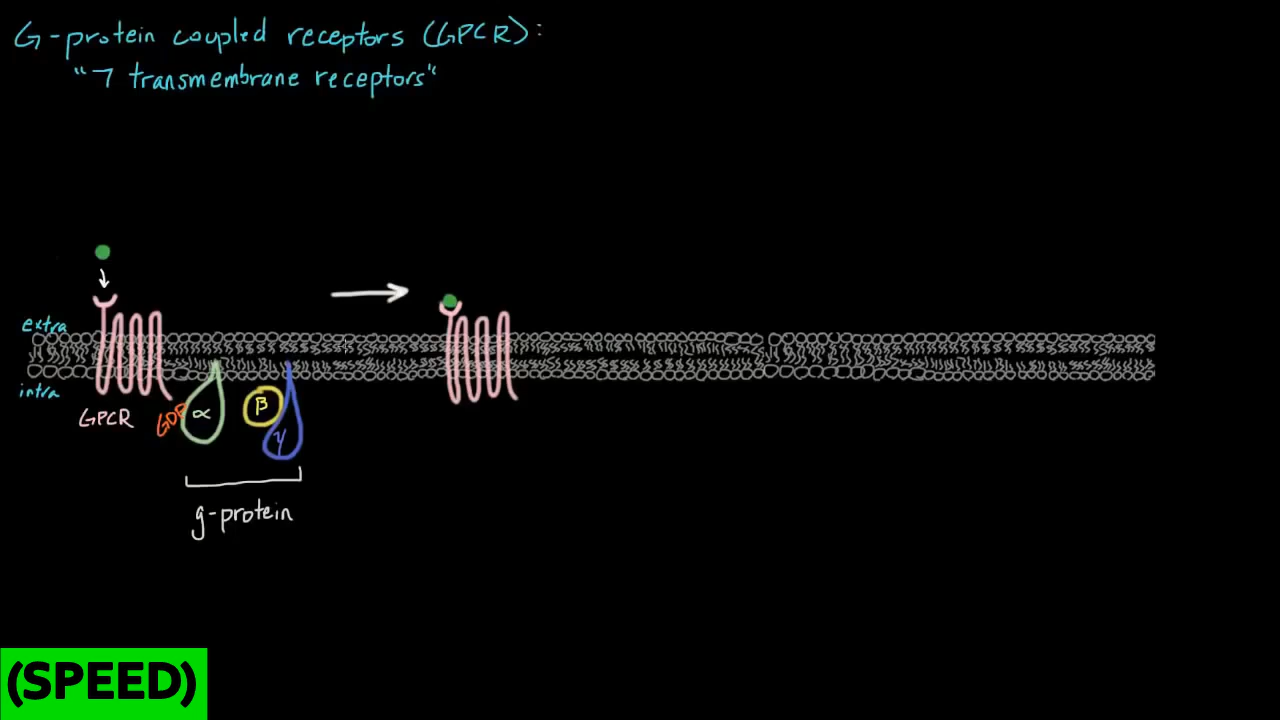 G-protein coupled receptors (GPCR):
"7 transmembrane receptors"
extra
intra
GPCR
GDP
α
β
γ
g-protein
(SPEED)